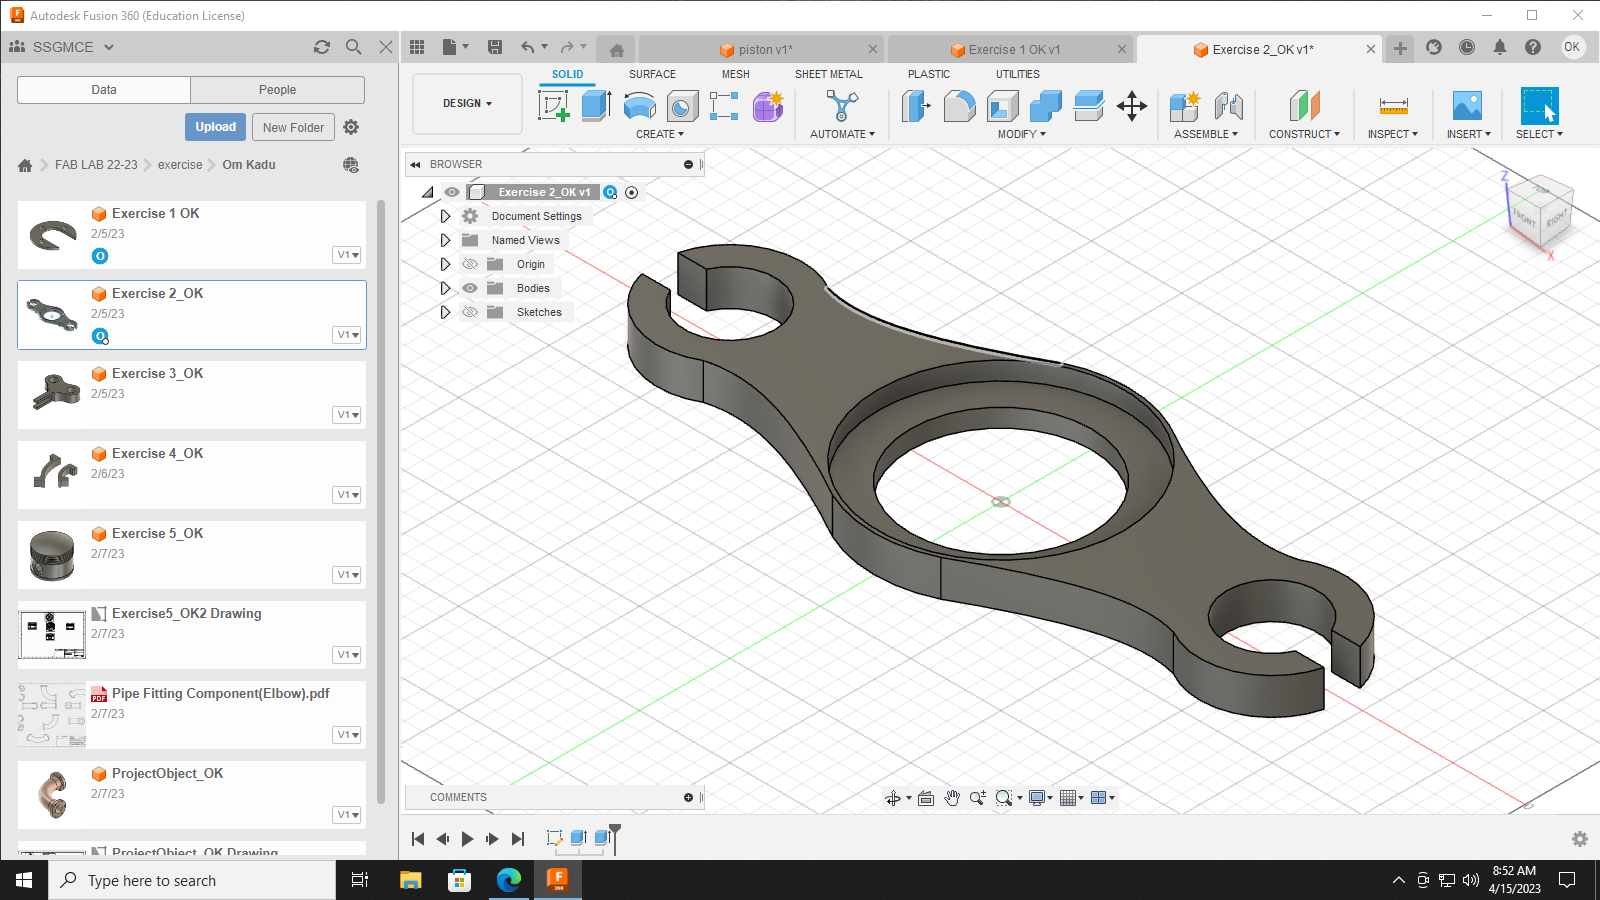 Autodesk Fusion 360 (Education License)
SSGMCE
Data
People
Upload
New Folder
FAB LAB 22-23
exercise
Om Kadu
Exercise 1 OK
2/5/23
O
V1
Exercise 2_OK
2/5/23
O
V1
Exercise 3_OK
2/5/23
V1
Exercise 4_OK
2/6/23
V1
Exercise 5_OK
2/7/23
V1
Exercise5_OK2 Drawing
2/7/23
V1
PDF
Pipe Fitting Component(Elbow).pdf
2/7/23
V1
ProjectObject_OK
2/7/23
V1
ProjectObject_OK Drawing
piston v1*
Exercise 1 OK v1
Exercise 2_OK v1*
OK
DESIGN
SOLID
SURFACE
MESH
SHEET METAL
PLASTIC
UTILITIES
CREATE
AUTOMATE
MODIFY
ASSEMBLE
CONSTRUCT
INSPECT
INSERT
SELECT
BROWSER
Exercise 2_OK v1
O
Document Settings
Named Views
Origin
Bodies
Sketches
Z
FRONT
RIGHT
X
COMMENTS
Type here to search
F
360
8:52 AM
4/15/2023